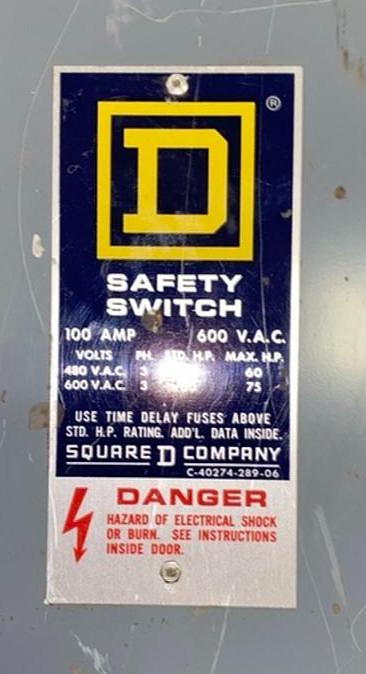 D ®
SAFETY
SWITCH
100 AMP 600 V.A.C.
VOLTS PH. STD. H.P. MAX. H.P.
480 V.A.C. 3 60
600 V.A.C. 3 75
USE TIME DELAY FUSES ABOVE
STD. H.P. RATING. ADD'L. DATA INSIDE.
SQUARE D COMPANY
C-40274-289-06
DANGER
HAZARD OF ELECTRICAL SHOCK
OR BURN. SEE INSTRUCTIONS
INSIDE DOOR.